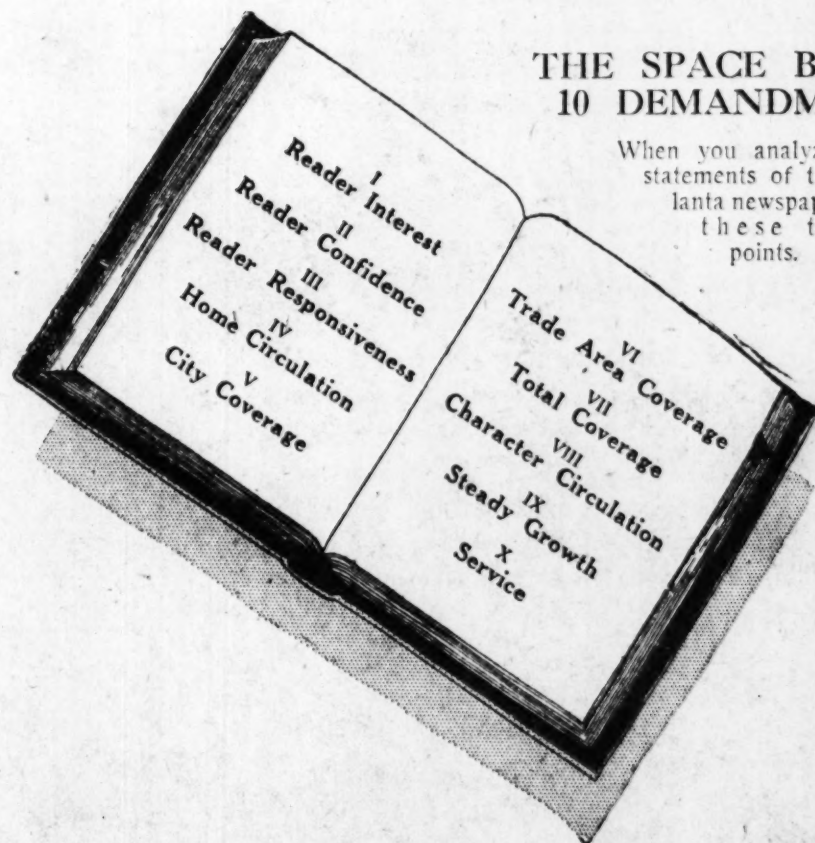 THE SPACE B
10 DEMANDM
When you analyz
statements of t
lanta newspap
these t
points.
I
Reader Interest
II
Reader Confidence
III
Reader Responsiveness
IV
Home Circulation
V
City Coverage
VI
Trade Area Coverage
VII
Total Coverage
VIII
Character Circulation
IX
Steady Growth
X
Service